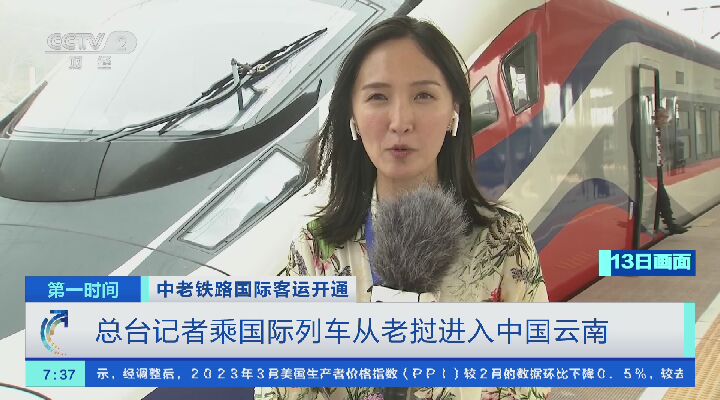 CCTV 2
财经
13日画面
第一时间
中老铁路国际客运开通
总台记者乘国际列车从老挝进入中国云南
7:37
示，经调整后，2023年3月美国生产者价格指数（PPI）较2月的数据环比下降0.5%，较去